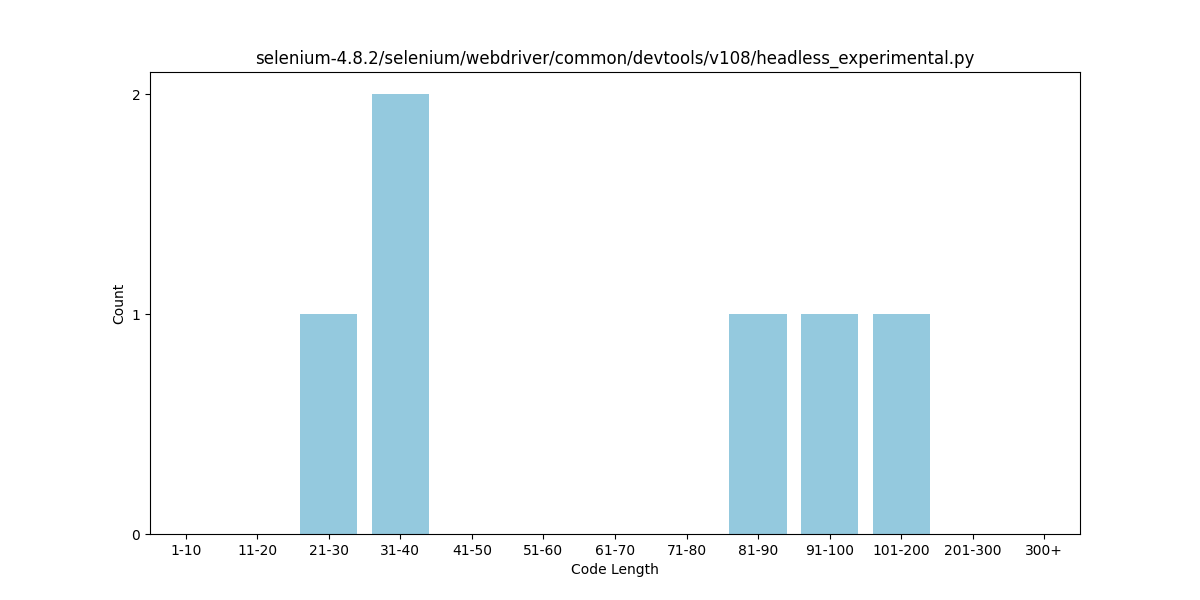 selenium-4.8.2/selenium/webdriver/common/devtools/v108/headless_experimental.py
Count
2
1
0
1-10 11-20 21-30 31-40 41-50 51-60 61-70 71-80 81-90 91-100 101-200 201-300 300+
Code Length